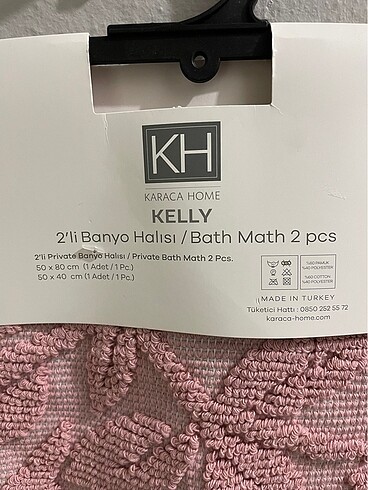 KH
KARACA HOME
KELLY
2'li Banyo Halısı / Bath Math 2 pcs
2'li Private Banyo Halısı / Private Bath Math 2 Pcs.
50 x 80 cm (1 Adet / 1 Pc.)
50 x 40 cm (1 Adet / 1 Pc.)
%60 PAMUK
%40 POLYESTER
%60 COTTON
%40 POLYESTER
MADE IN TURKEY
Tüketici Hattı : 0850 252 55 72
karaca-home.com